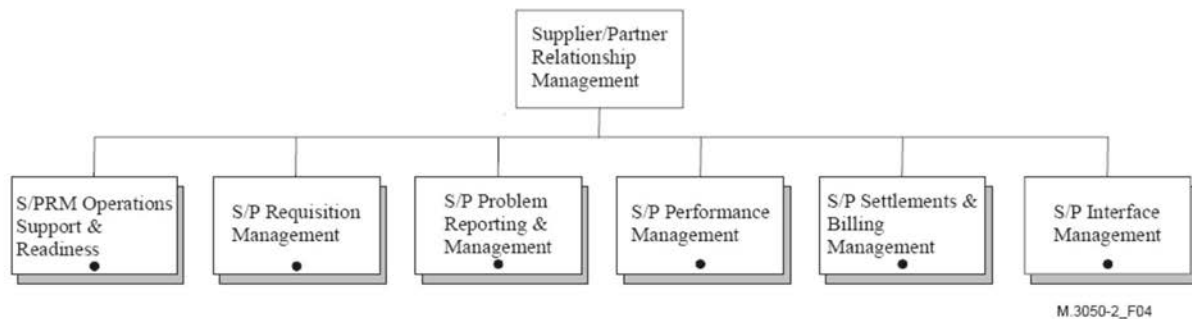 Supplier/Partner
Relationship
Management
S/PRM Operations
Support &
Readiness
S/P Requisition
Management
S/P Problem
Reporting &
Management
S/P Performance
Management
S/P Settlements &
Billing
Management
S/P Interface
Management
M.3050-2_F04